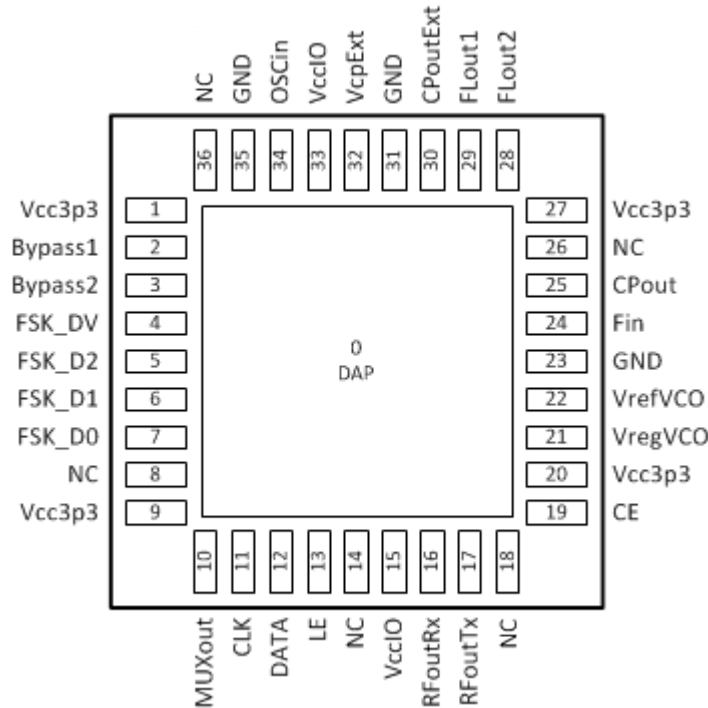 NC
GND
OSCin
VccIO
VcpExt
GND
CPoutExt
FLout1
FLout2
36
35
34
33
32
31
30
29
28
Vcc3p3 1
Bypass1 2
Bypass2 3
FSK_DV 4
FSK_D2 5
FSK_D1 6
FSK_D0 7
NC 8
Vcc3p3 9
0
DAP
27 Vcc3p3
26 NC
25 CPout
24 Fin
23 GND
22 VrefVCO
21 VregVCO
20 Vcc3p3
19 CE
10
11
12
13
14
15
16
17
18
MUXout
CLK
DATA
LE
NC
VccIO
RFoutRx
RFoutTx
NC